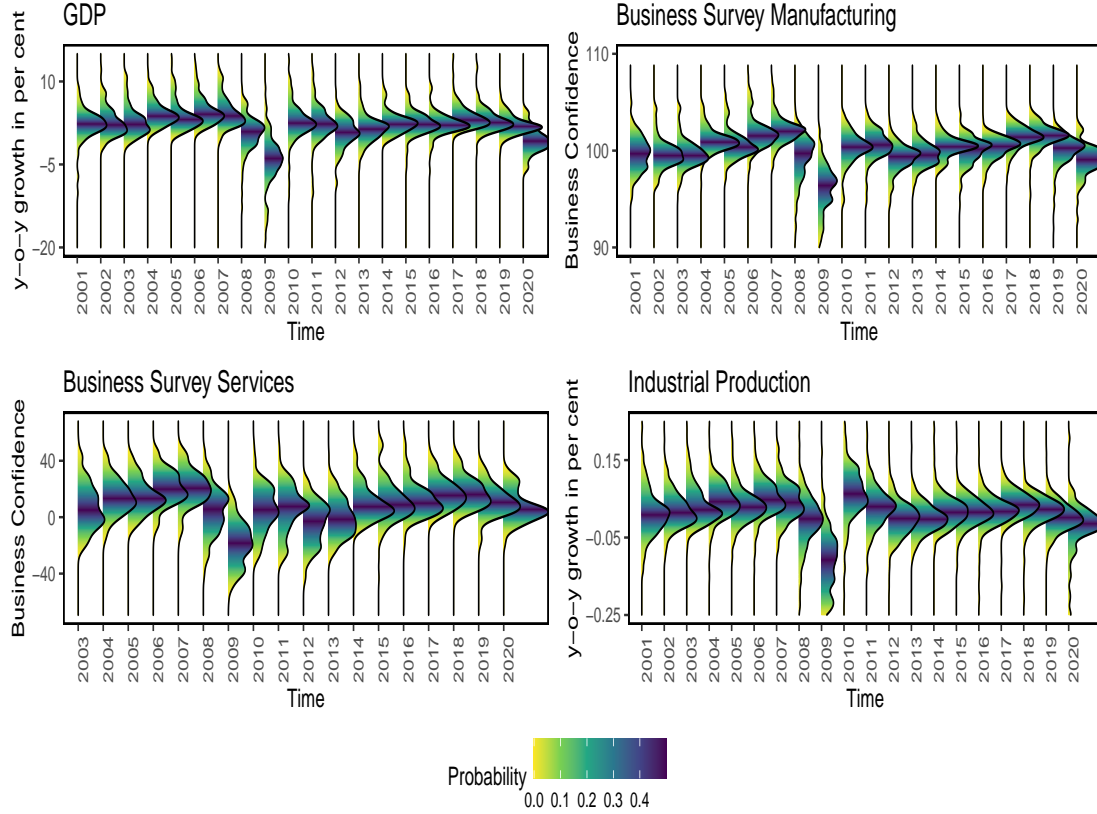 GDP
y-o-y growth in per cent
10
-5
-20
2001 2002 2003 2004 2005 2006 2007 2008 2009 2010 2011 2012 2013 2014 2015 2016 2017 2018 2019 2020
Time
Business Survey Manufacturing
Business Confidence
110
100
90
2001 2002 2003 2004 2005 2006 2007 2008 2009 2010 2011 2012 2013 2014 2015 2016 2017 2018 2019 2020
Time
Business Survey Services
Business Confidence
40
0
-40
2003 2004 2005 2006 2007 2008 2009 2010 2011 2012 2013 2014 2015 2016 2017 2018 2019 2020
Time
Industrial Production
y-o-y growth in per cent
0.15
-0.05
-0.25
2001 2002 2003 2004 2005 2006 2007 2008 2009 2010 2011 2012 2013 2014 2015 2016 2017 2018 2019 2020
Time
Probability
0.0 0.1 0.2 0.3 0.4